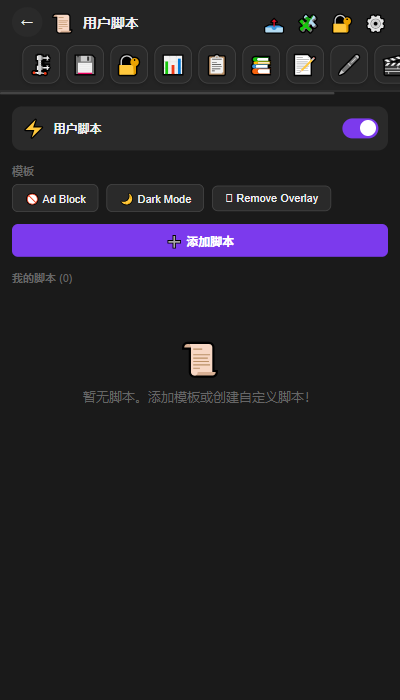 用户脚本
用户脚本
模板
Ad Block
Dark Mode
Remove Overlay
添加脚本
我的脚本 (0)
暂无脚本。添加模板或创建自定义脚本!